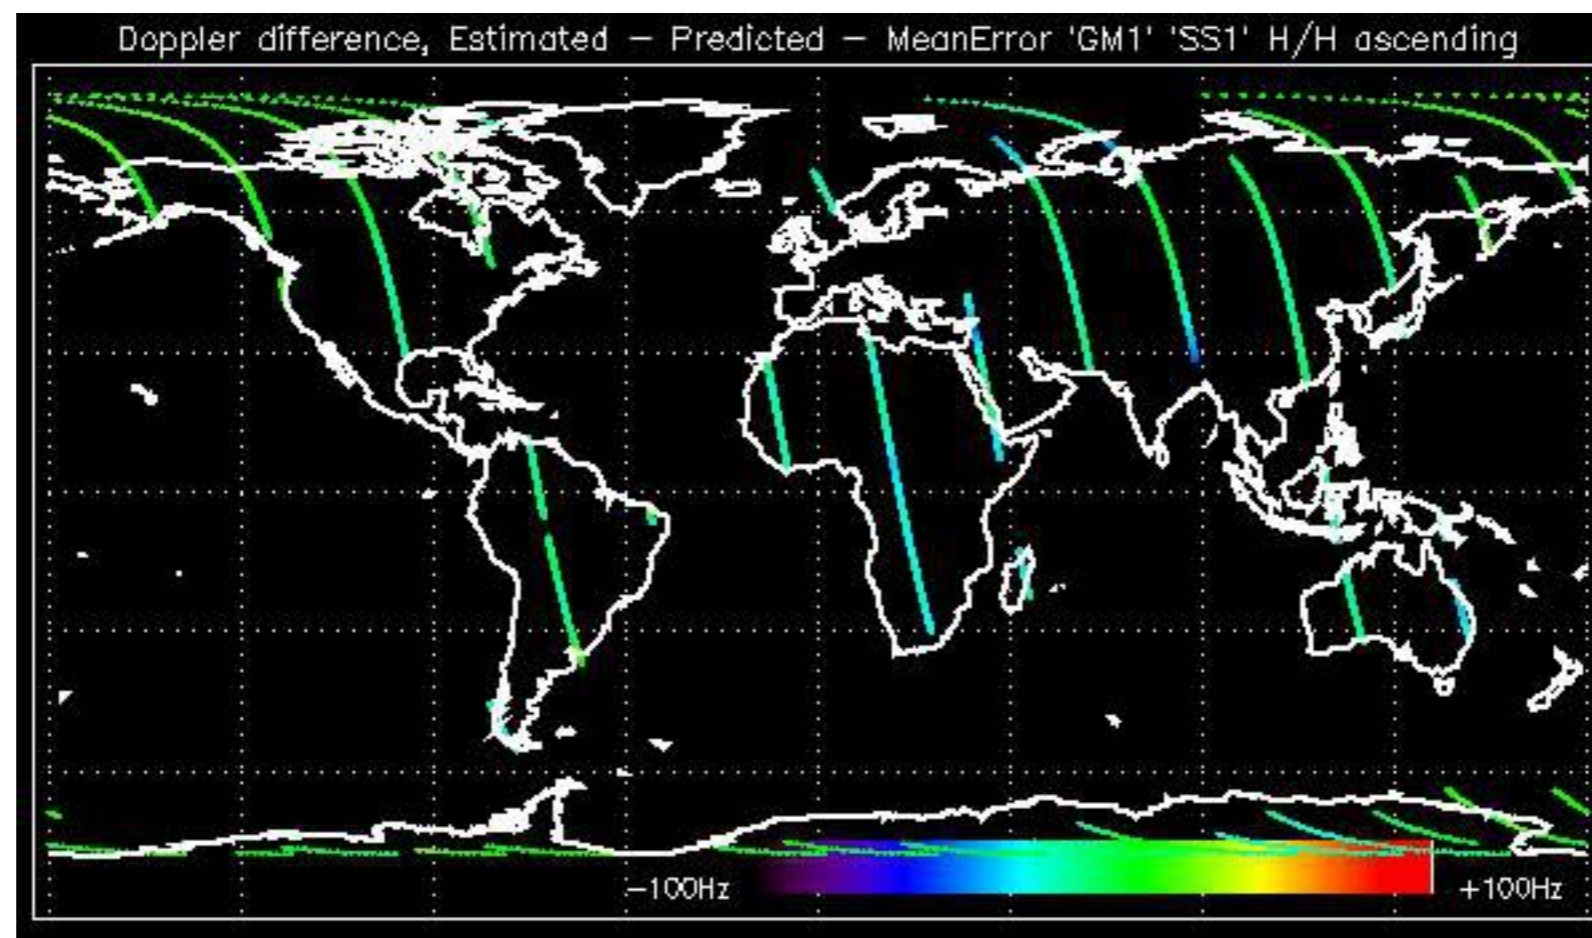 Doppler difference, Estimated − Predicted − MeanError 'GM1' 'SS1' H/H ascending
−100Hz
+100Hz